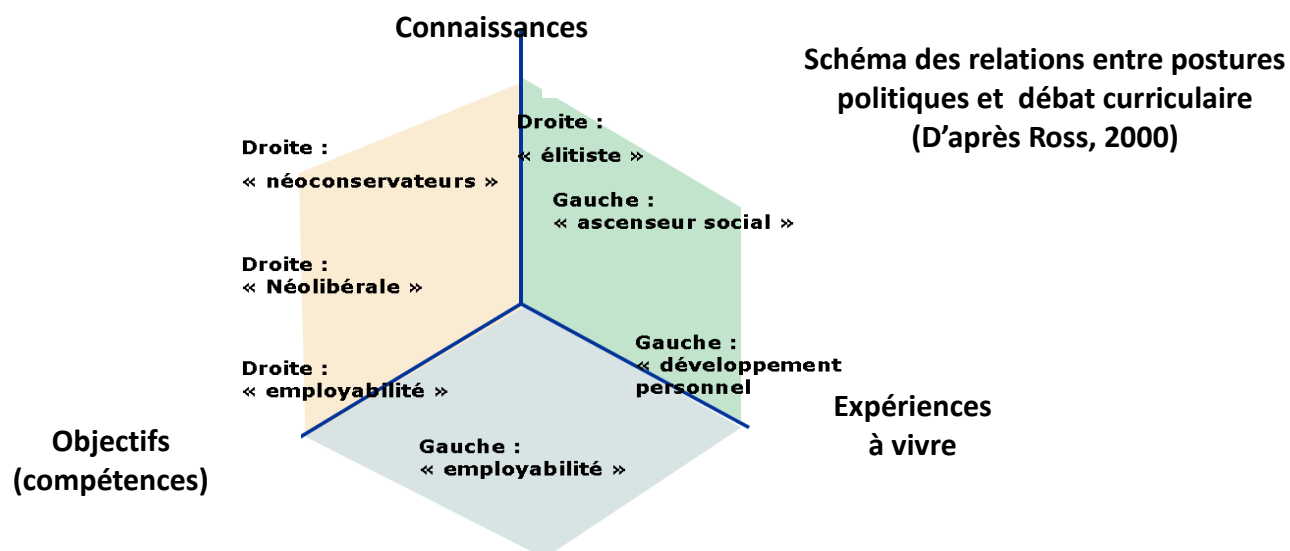 Connaissances
Schéma des relations entre postures
politiques et débat curriculaire
(D'après Ross, 2000)
Droite :
« élitiste »
Droite :
« néoconservateurs »
Gauche :
« ascenseur social »
Droite :
« Néolibérale »
Gauche :
« développement
personnel
Droite :
« employabilité »
Expériences
à vivre
Objectifs
(compétences)
Gauche :
« employabilité »